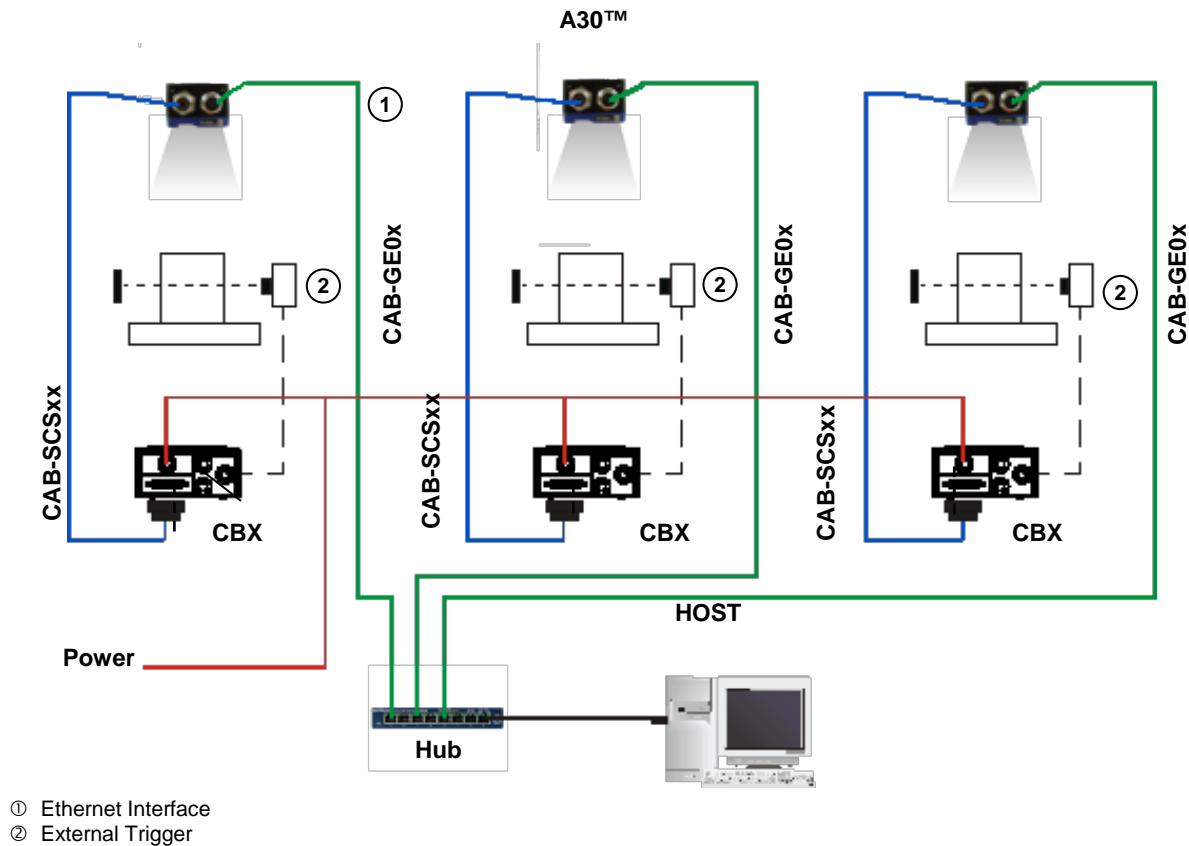 A30™
1
CAB-GE0x
CAB-GE0x
CAB-GE0x
2
2
2
CAB-SCSxx
CAB-SCSxx
CAB-SCSxx
CBX
CBX
CBX
HOST
Power
Hub
① Ethernet Interface
② External Trigger